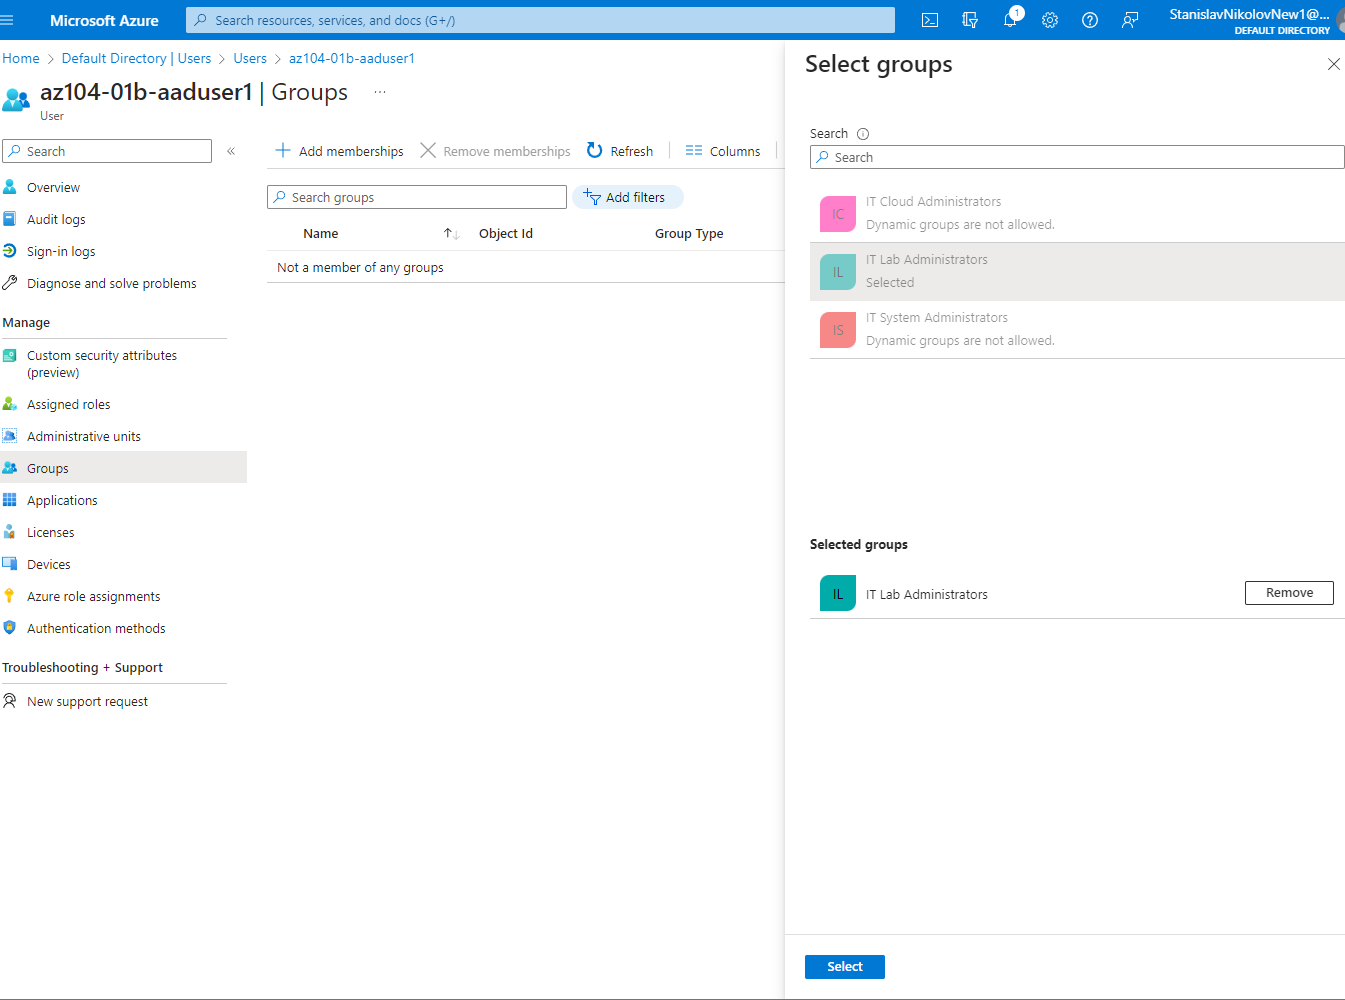 Microsoft Azure
Search resources, services, and docs (G+/)
1
StanislavNikolovNew1@...
DEFAULT DIRECTORY
Home > Default Directory | Users > Users > az104-01b-aaduser1
az104-01b-aaduser1 | Groups ...
User
Search «
Overview
Audit logs
Sign-in logs
Diagnose and solve problems
Manage
Custom security attributes
(preview)
Assigned roles
Administrative units
Groups
Applications
Licenses
Devices
Azure role assignments
Authentication methods
Troubleshooting + Support
New support request
Add memberships Remove memberships Refresh Columns
Search groups Add filters
Name Object Id Group Type
Not a member of any groups
Select groups
Search
Search
IC IT Cloud Administrators
Dynamic groups are not allowed.
IL IT Lab Administrators
Selected
IS IT System Administrators
Dynamic groups are not allowed.
Selected groups
IL IT Lab Administrators Remove
Select